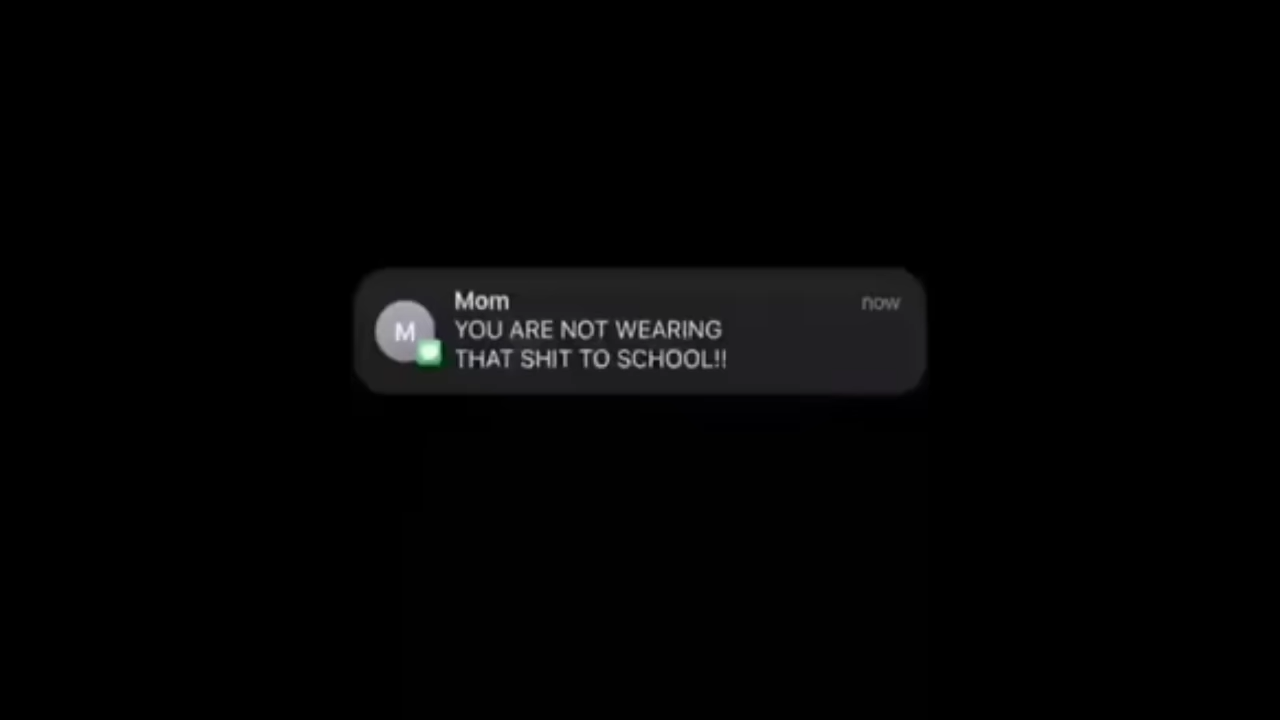 M
Mom
now
YOU ARE NOT WEARING
THAT SHIT TO SCHOOL!!